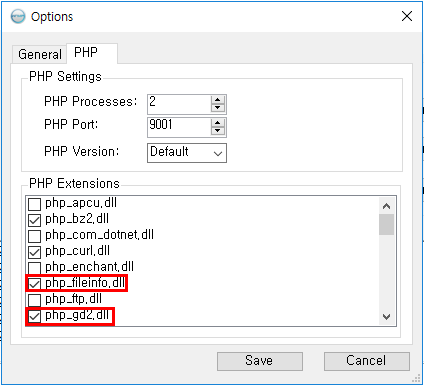 Options
General
PHP
PHP Settings
PHP Processes: 2
PHP Port: 9001
PHP Version: Default
PHP Extensions
php_apcu.dll
php_bz2.dll
php_com_dotnet.dll
php_curl.dll
php_enchant.dll
php_fileinfo.dll
php_ftp.dll
php_gd2.dll
Save
Cancel